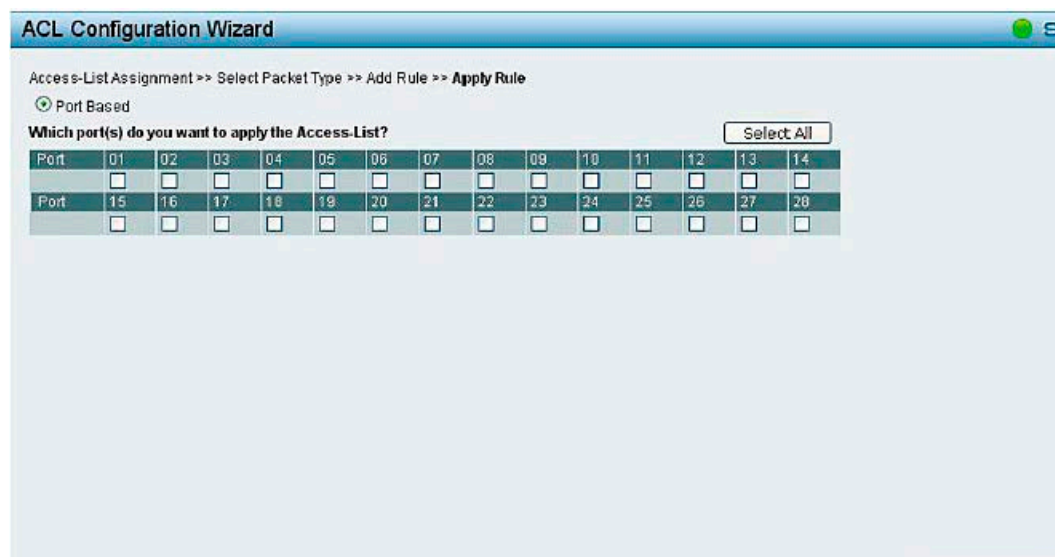 ACL Configuration Wizard
Access-List Assignment >> Select Packet Type >> Add Rule >> Apply Rule
Port Based
Which port(s) do you want to apply the Access-List? Select All
Port 01 02 03 04 05 06 07 08 09 10 11 12 13 14
Port 15 16 17 18 19 20 21 22 23 24 25 26 27 28